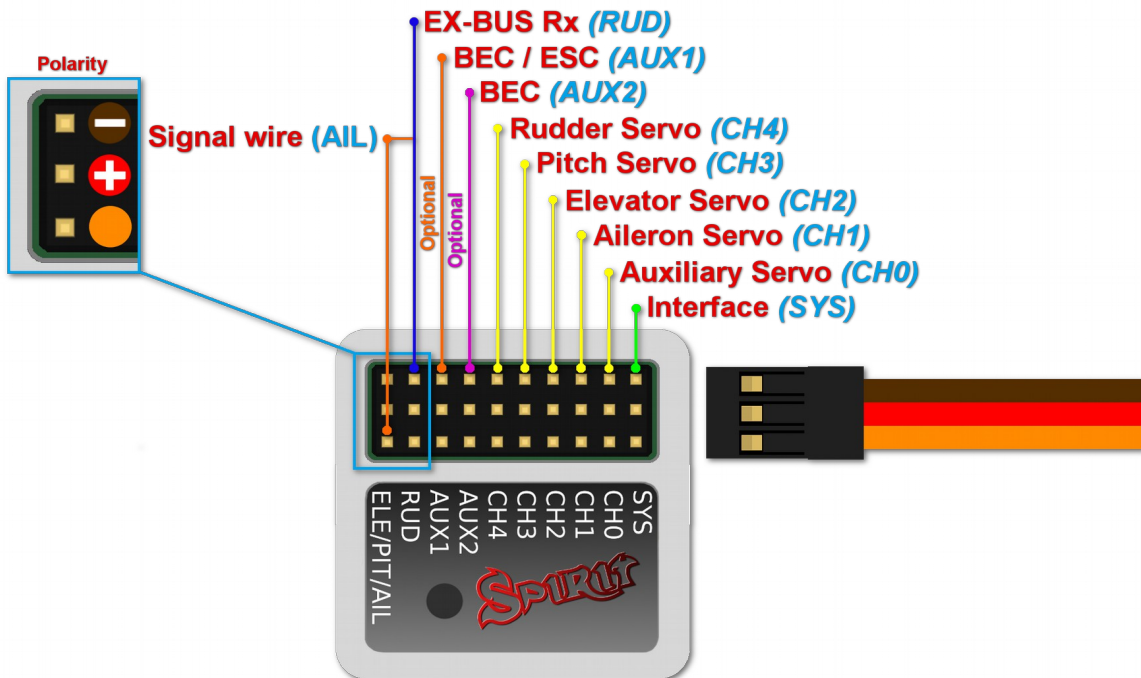 EX-BUS Rx (RUD)
Polarity
BEC / ESC (AUX1)
BEC (AUX2)
Signal wire (AIL)
Rudder Servo (CH4)
Pitch Servo (CH3)
Optional
Optional
Elevator Servo (CH2)
Aileron Servo (CH1)
Auxiliary Servo (CH0)
Interface (SYS)
ELE/PIT/AIL
RUD
AUX1
AUX2
CH4
CH3
CH2
CH1
CH0
SYS
SPIRIT